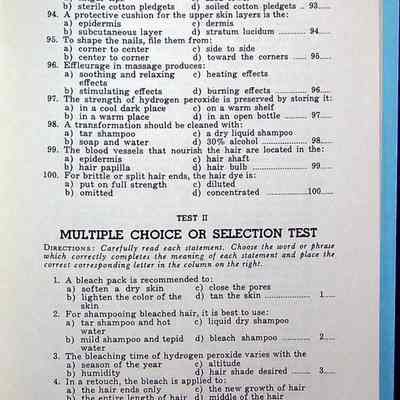 b) sterile cotton pledgets d) soiled cotton pledgets .. 93......
94. A protective cushion for the upper skin layers is the:
a) epidermis c) dermis
b) subcutaneous layer d) stratum lucidum ............ 94......
95. To shape the nails, file them from:
a) corner to center c) side to side
b) center to corner d) toward the corners ...... 95......
96. Effleurage in massage produces:
a) soothing and relaxing c) heating effects
effects
b) stimulating effects d) burning effects ............ 96......
97. The strength of hydrogen peroxide is preserved by storing it:
a) in a cool dark place c) on a warm shelf
b) in a warm place d) in an open bottle ......... 97......
98. A transformation should be cleaned with:
a) tar shampoo c) a dry liquid shampoo
b) soap and water d) 30% alcohol .................. 98......
99. The blood vessels that nourish the hair are located in the:
a) epidermis c) hair shaft
b) hair papilla d) hair bulb ..................... 99......
100. For brittle or split hair ends, the hair dye is:
a) put on full strength c) diluted
b) omitted d) concentrated ...............100......
TEST II
MULTIPLE CHOICE OR SELECTION TEST
DIRECTIONS: Carefully read each statement. Choose the word or phrase
which correctly completes the meaning of each statement and place the
correct corresponding letter in the column on the right.
1. A bleach pack is recommended to:
a) soften a dry skin c) close the pores
b) lighten the color of the d) tan the skin .................. 1......
skin
2. For shampooing bleached hair, it is best to use:
a) tar shampoo and hot c) liquid dry shampoo
water
b) mild shampoo and tepid d) bleach shampoo ............ 2......
water
3. The bleaching time of hydrogen peroxide varies with the
a) season of the year c) altitude
b) humidity d) hair shade desired ...... 3......
4. In a retouch, the bleach is applied to:
a) the hair ends only c) the new growth of hair
b) the entire length of hair d) middle of the hair